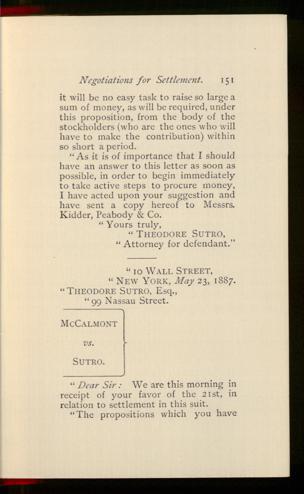 Negotiations for Settlement. 151
it will be no easy task to raise so large a
sum of money, as will be required, under
this proposition, from the body of the
stockholders (who are the ones who will
have to make the contribution) within
so short a period.
"As it is of importance that I should
have an answer to this letter as soon as
possible, in order to begin immediately
to take active steps to procure money,
I have acted upon your suggestion and
have sent a copy hereof to Messrs.
Kidder, Peabody & Co.
"Yours truly,
"THEODORE SUTRO,
"Attorney for defendant."
"10 WALL STREET,
"NEW YORK, May 23, 1887.
"THEODORE SUTRO, Esq.,
"99 Nassau Street.
MCCALMONT
vs.
SUTRO.
"Dear Sir: We are this morning in
receipt of your favor of the 21st, in
relation to settlement in this suit.
"The propositions which you have